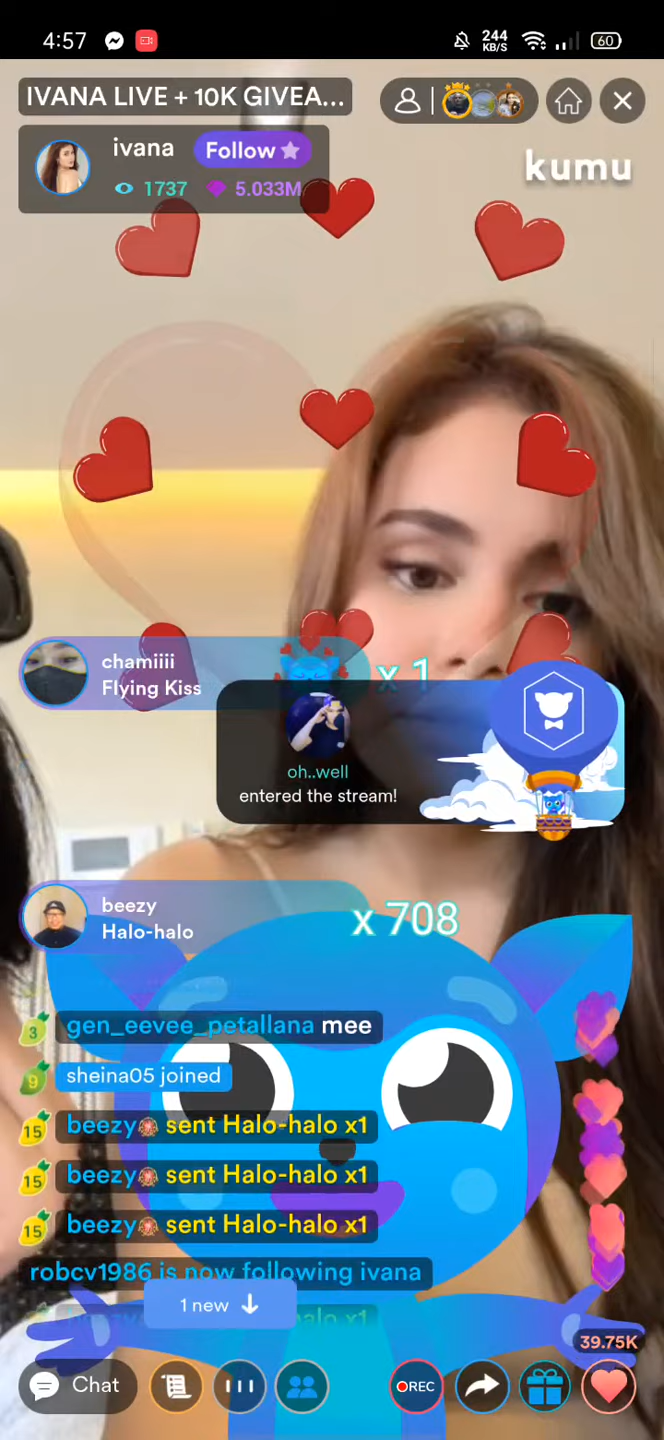 4:57
244
KB/S
60
IVANA LIVE + 10K GIVEA...
ivana
Follow
1737
5.033M
kumu
chamiiii
Flying Kiss
x 1
oh..well
entered the stream!
beezy
Halo-halo
x 708
3 gen_eevee_petallana mee
9 sheina05 joined
15 beezy sent Halo-halo x1
15 beezy sent Halo-halo x1
15 beezy sent Halo-halo x1
robcv1986 is now following ivana
1 new
halo x1
39.75K
Chat
REC